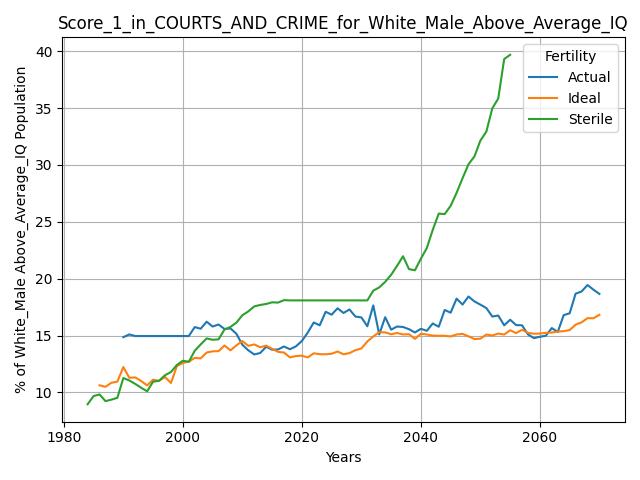 Score_1_in_COURTS_AND_CRIME_for_White_Male_Above_Average_IQ
% of White_Male Above_Average_IQ Population
40
35
30
25
20
15
10
Fertility
Actual
Ideal
Sterile
1980
2000
2020
2040
2060
Years